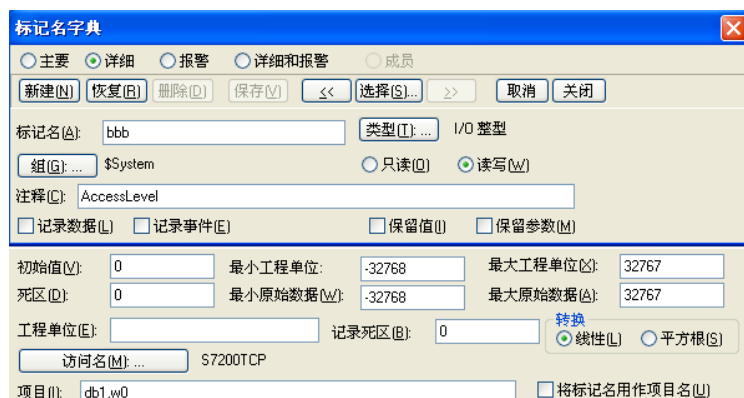 标记名字典
主要 详细 报警 详细和报警 成员
新建(N) 恢复(R) 删除(D) 保存(V) << 选择(S)... >> 取消 关闭
标记名(A): bbb 类型(T): ... I/O 整型
组(G): ... $System 只读(O) 读写(W)
注释(C): AccessLevel
记录数据(L) 记录事件(E) 保留值(I) 保留参数(M)
初始值(V): 0 最小工程单位: -32768 最大工程单位(X): 32767
死区(D): 0 最小原始数据(W): -32768 最大原始数据(A): 32767
工程单位(E): 记录死区(B): 0 转换 线性(L) 平方根(S)
访问名(M): ... S7200TCP
项目(I): db1.w0 将标记名用作项目名(U)